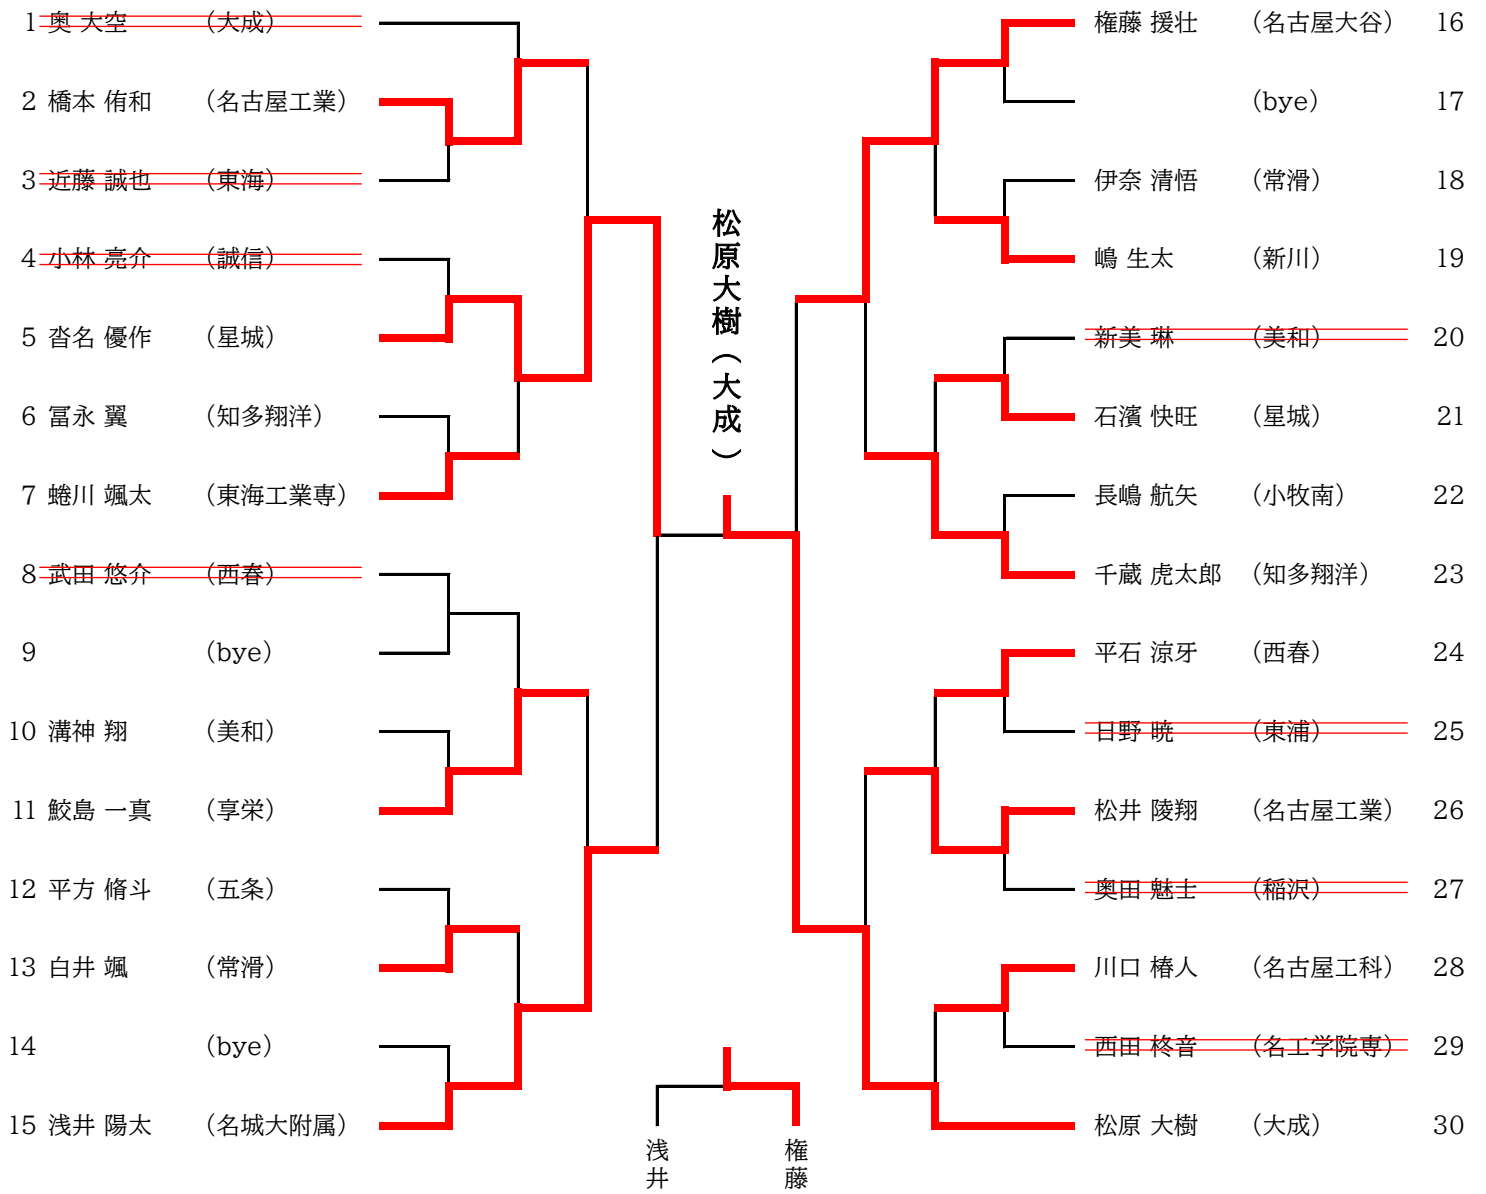 1 奥 大空 （大成）
2 橋本 侑和 （名古屋工業）
3 近藤 誠也 （東海）
4 小林 亮介 （誠信）
5 沓名 優作 （星城）
6 冨永 翼 （知多翔洋）
7 蜷川 颯太 （東海工業専）
8 武田 悠介 （西春）
9 （bye）
10 溝神 翔 （美和）
11 鮫島 一真 （享栄）
12 平方 脩斗 （五条）
13 白井 颯 （常滑）
14 （bye）
15 浅井 陽太 （名城大附属）
松原大樹（大成）
浅井
権藤
権藤 援壮 （名古屋大谷） 16
（bye） 17
伊奈 清悟 （常滑） 18
嶋 生太 （新川） 19
新美 琳 （美和） 20
石濱 快旺 （星城） 21
長嶋 航矢 （小牧南） 22
千蔵 虎太郎 （知多翔洋） 23
平石 涼牙 （西春） 24
日野 暁 （東浦） 25
松井 陵翔 （名古屋工業） 26
奥田 魅士 （稲沢） 27
川口 椿人 （名古屋工科） 28
西田 柊音 （名工学院専） 29
松原 大樹 （大成） 30